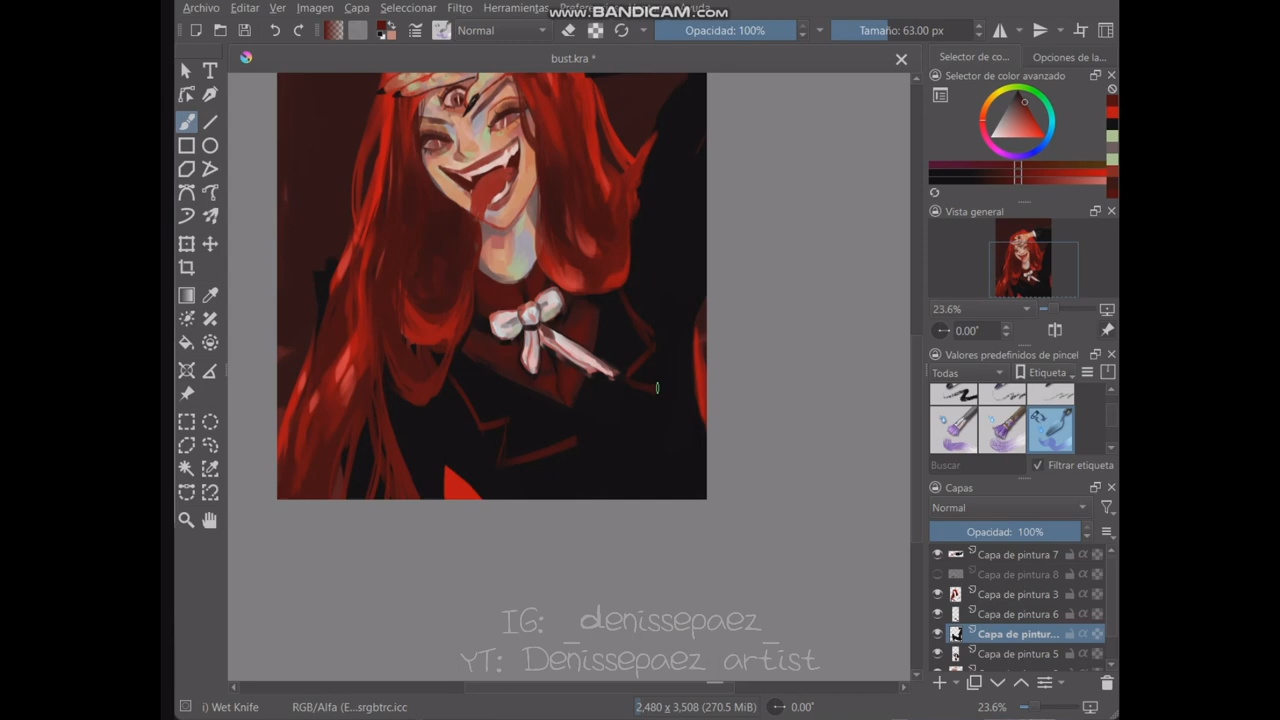 www.BANDICAM.com
Archivo Editar Ver Imagen Capa Seleccionar Filtro Herramientas
Normal Opacidad: 100% Tamaño: 63.00 px
bust.kra *
Selector de co... Opciones de la...
Selector de color avanzado
Vista general
23.6%
0.00°
Valores predefinidos de pincel
Todas Etiqueta
Buscar Filtrar etiqueta
Capas
Normal
Opacidad: 100%
Capa de pintura 7
Capa de pintura 8
Capa de pintura 3
Capa de pintura 6
Capa de pintur...
Capa de pintura 5
IG: denissepaez_
YT: Denissepaez_artist
i) Wet Knife RGB/Alfa (E...srgbtrc.icc 2,480 x 3,508 (270.5 MiB) 0.00° 23.6%